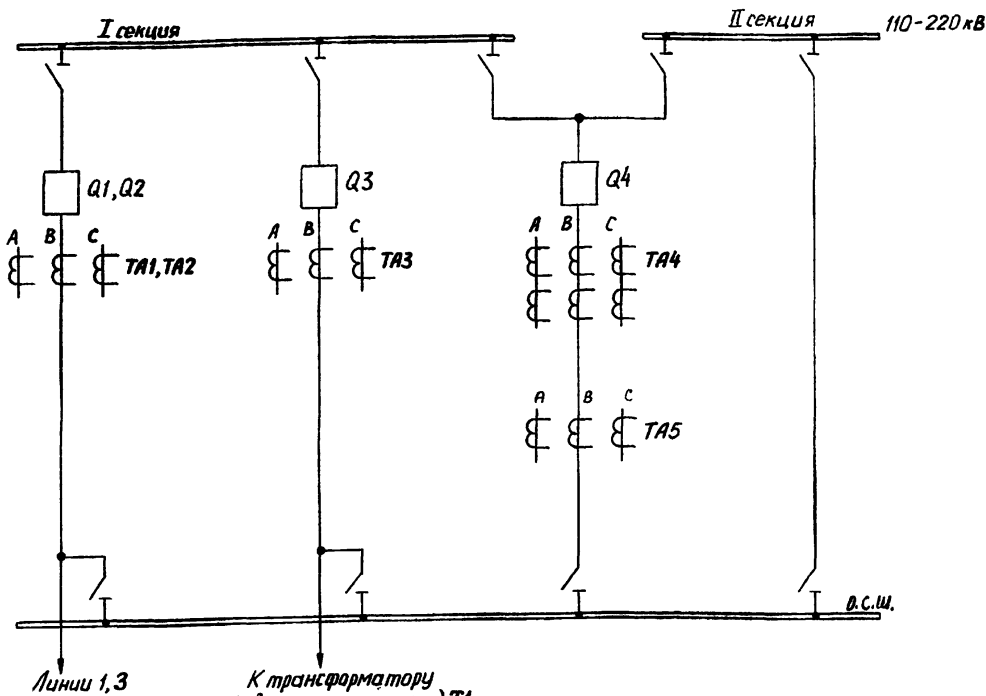 I секция
II секция
110-220 кВ
Q1, Q2
Q3
Q4
A B C
TA1, TA2
A B C
TA3
A B C
TA4
A B C
TA5
О.С.Ш.
Линии 1, 3
К трансформатору
) T1